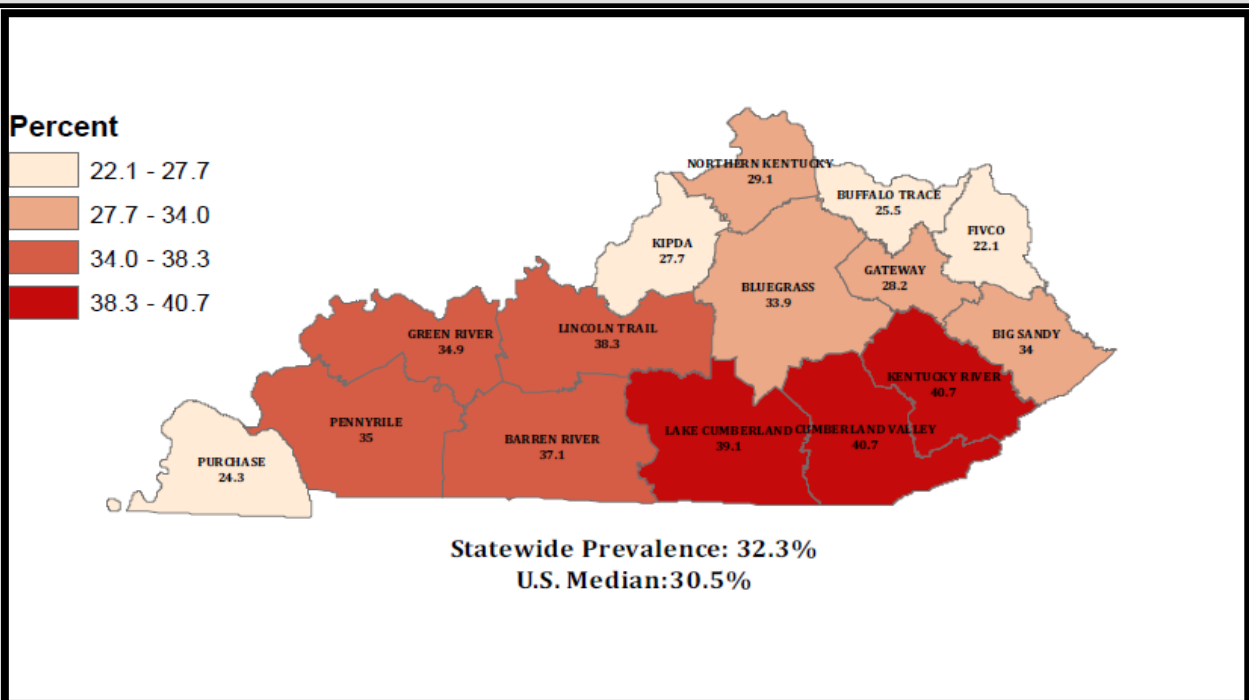 Percent
22.1 - 27.7
27.7 - 34.0
34.0 - 38.3
38.3 - 40.7
NORTHERN KENTUCKY
29.1
BUFFALO TRACE
25.5
FIVCO
22.1
KIPDA
27.7
GATEWAY
28.2
BLUEGRASS
33.9
LINCOLN TRAIL
38.3
GREEN RIVER
34.9
BIG SANDY
34
KENTUCKY RIVER
40.7
PENNYRILE
35
BARREN RIVER
37.1
LAKE CUMBERLAND
39.1
CUMBERLAND VALLEY
40.7
PURCHASE
24.3
Statewide Prevalence: 32.3%
U.S. Median:30.5%